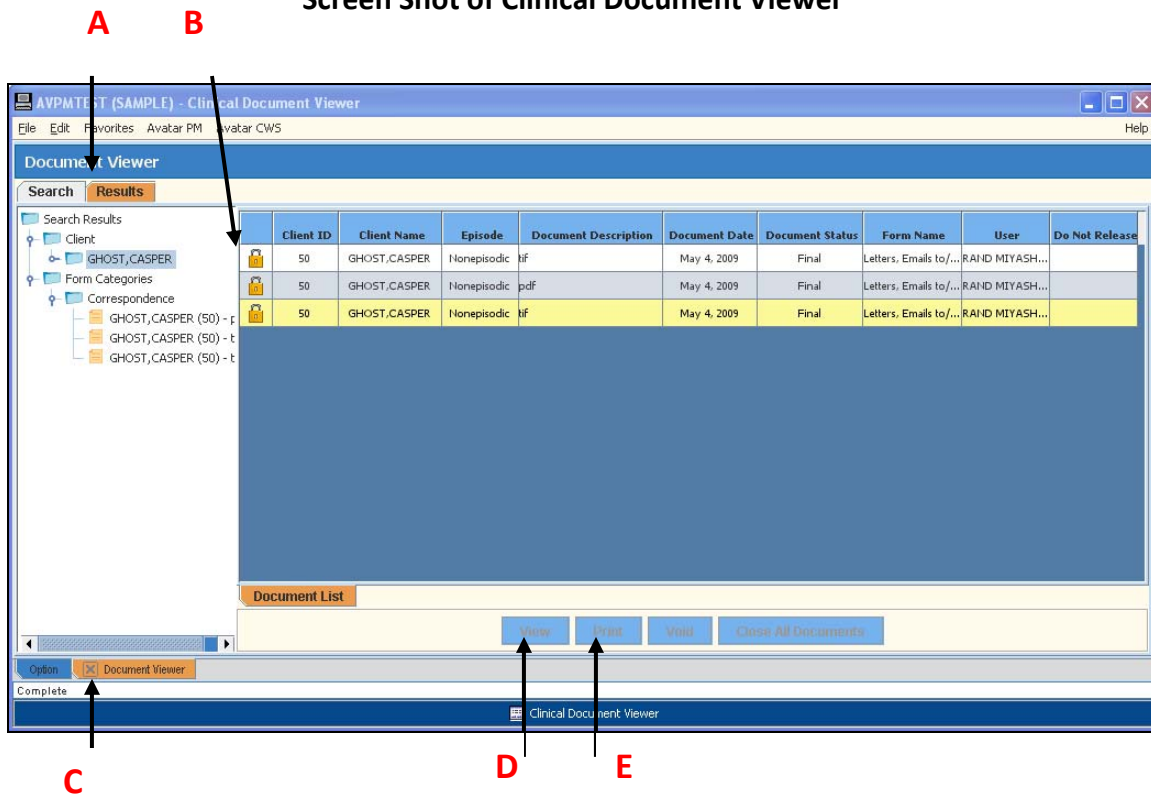 Screen Shot of Clinical Document Viewer
A B
AVPMTEST (SAMPLE) - Clinical Document Viewer
File Edit Favorites Avatar PM Avatar CWS Help
Document Viewer
Search Results
Search Results
Client
GHOST,CASPER
Form Categories
Correspondence
GHOST,CASPER (50) - p
GHOST,CASPER (50) - t
GHOST,CASPER (50) - t
Client ID Client Name Episode Document Description Document Date Document Status Form Name User Do Not Release
50 GHOST,CASPER Nonepisodic tif May 4, 2009 Final Letters, Emails to/... RAND MIYASH...
50 GHOST,CASPER Nonepisodic pdf May 4, 2009 Final Letters, Emails to/... RAND MIYASH...
50 GHOST,CASPER Nonepisodic tif May 4, 2009 Final Letters, Emails to/... RAND MIYASH...
Document List
View Print Void Close All Documents
Option Document Viewer
Complete
Clinical Document Viewer
C D E